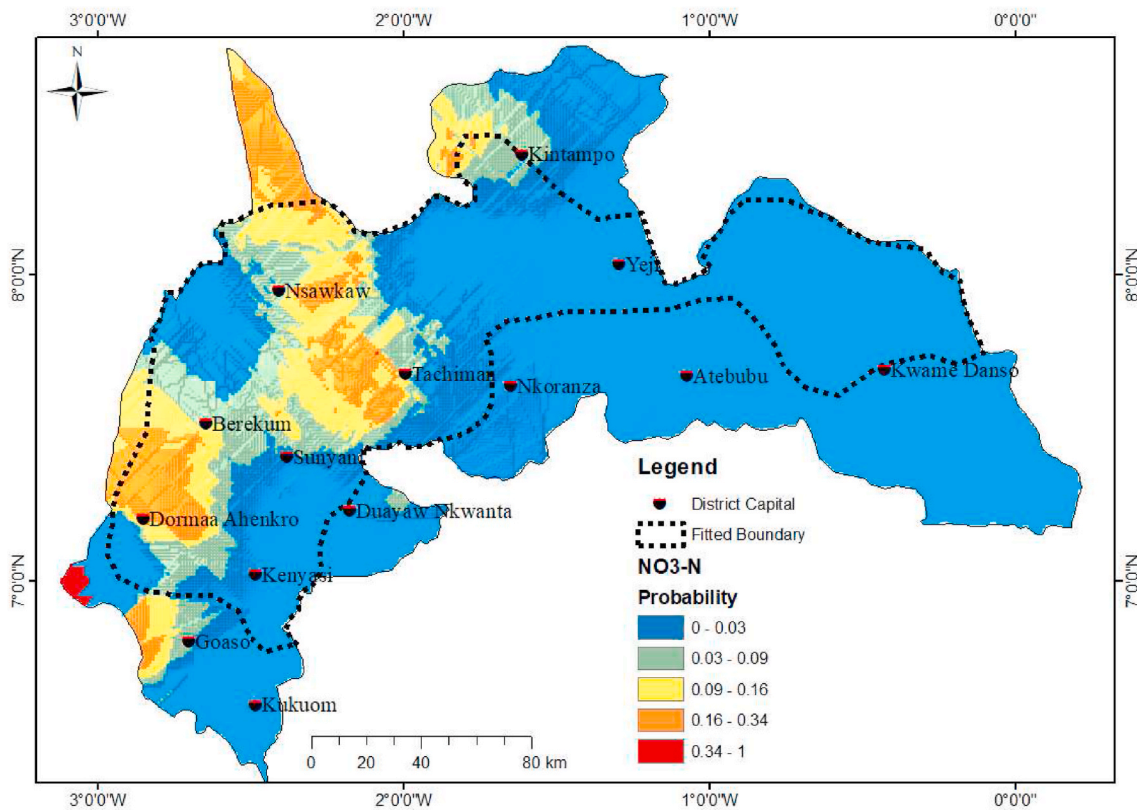 3°0'0"W 2°0'0"W 1°0'0"W 0°0'0"
N
Kintampo
8°0'0"N Yeji 8°0'0"N
Nsawkaw
Tachiman Nkoranza Atebubu Kwame Danso
Berekum
Sunyani
Legend
District Capital
Duayaw Nkwanta
Dormaa Ahenkro
Fitted Boundary
7°0'0"N Kenyasi NO3-N 7°0'0"N
Probability
0 - 0.03
Goaso 0.03 - 0.09
0.09 - 0.16
Kukuom
0.16 - 0.34
0.34 - 1
0 20 40 80 km
3°0'0"W 2°0'0"W 1°0'0"W 0°0'0"